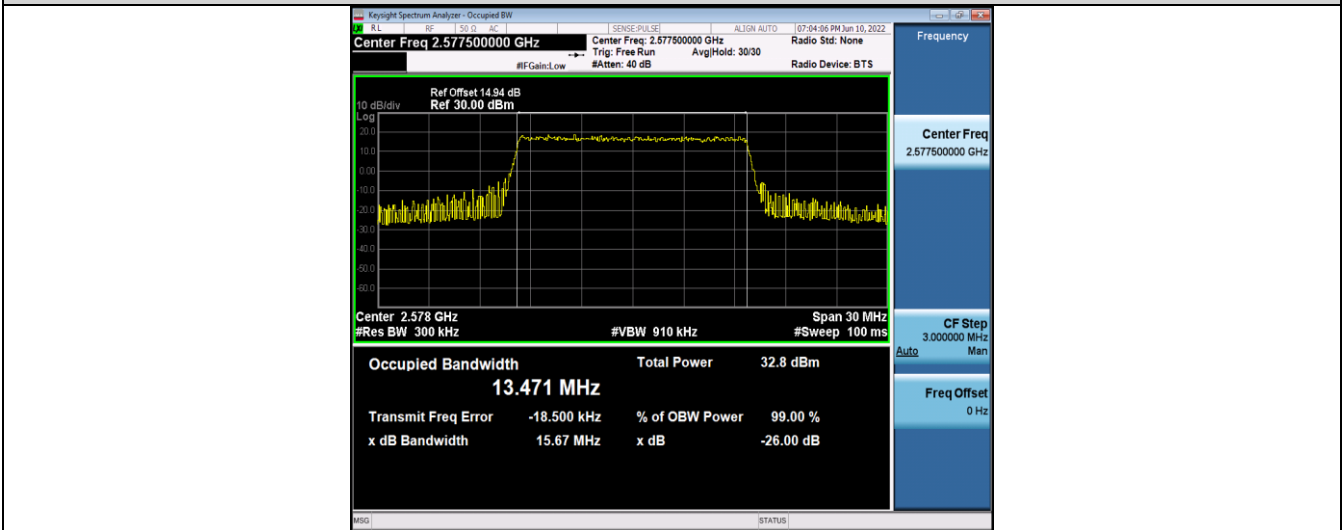 Keysight Spectrum Analyzer - Occupied BW
RL RF 50 Ω AC SENSE:PULSE ALIGN AUTO 07:04:06 PM Jun 10, 2022
Center Freq 2.577500000 GHz
Center Freq: 2.577500000 GHz Radio Std: None
Trig: Free Run Avg|Hold: 30/30
#IFGain:Low #Atten: 40 dB Radio Device: BTS
Frequency
Ref Offset 14.94 dB
10 dB/div Ref 30.00 dBm
Log
20.0
10.0
0.00
-10.0
-20.0
-30.0
-40.0
-50.0
-60.0
Center Freq
2.577500000 GHz
Center 2.578 GHz Span 30 MHz
#Res BW 300 kHz #VBW 910 kHz #Sweep 100 ms
CF Step
3.000000 MHz
Auto Man
Occupied Bandwidth Total Power 32.8 dBm
13.471 MHz
Transmit Freq Error -18.500 kHz % of OBW Power 99.00 %
x dB Bandwidth 15.67 MHz x dB -26.00 dB
Freq Offset
0 Hz
MSG STATUS